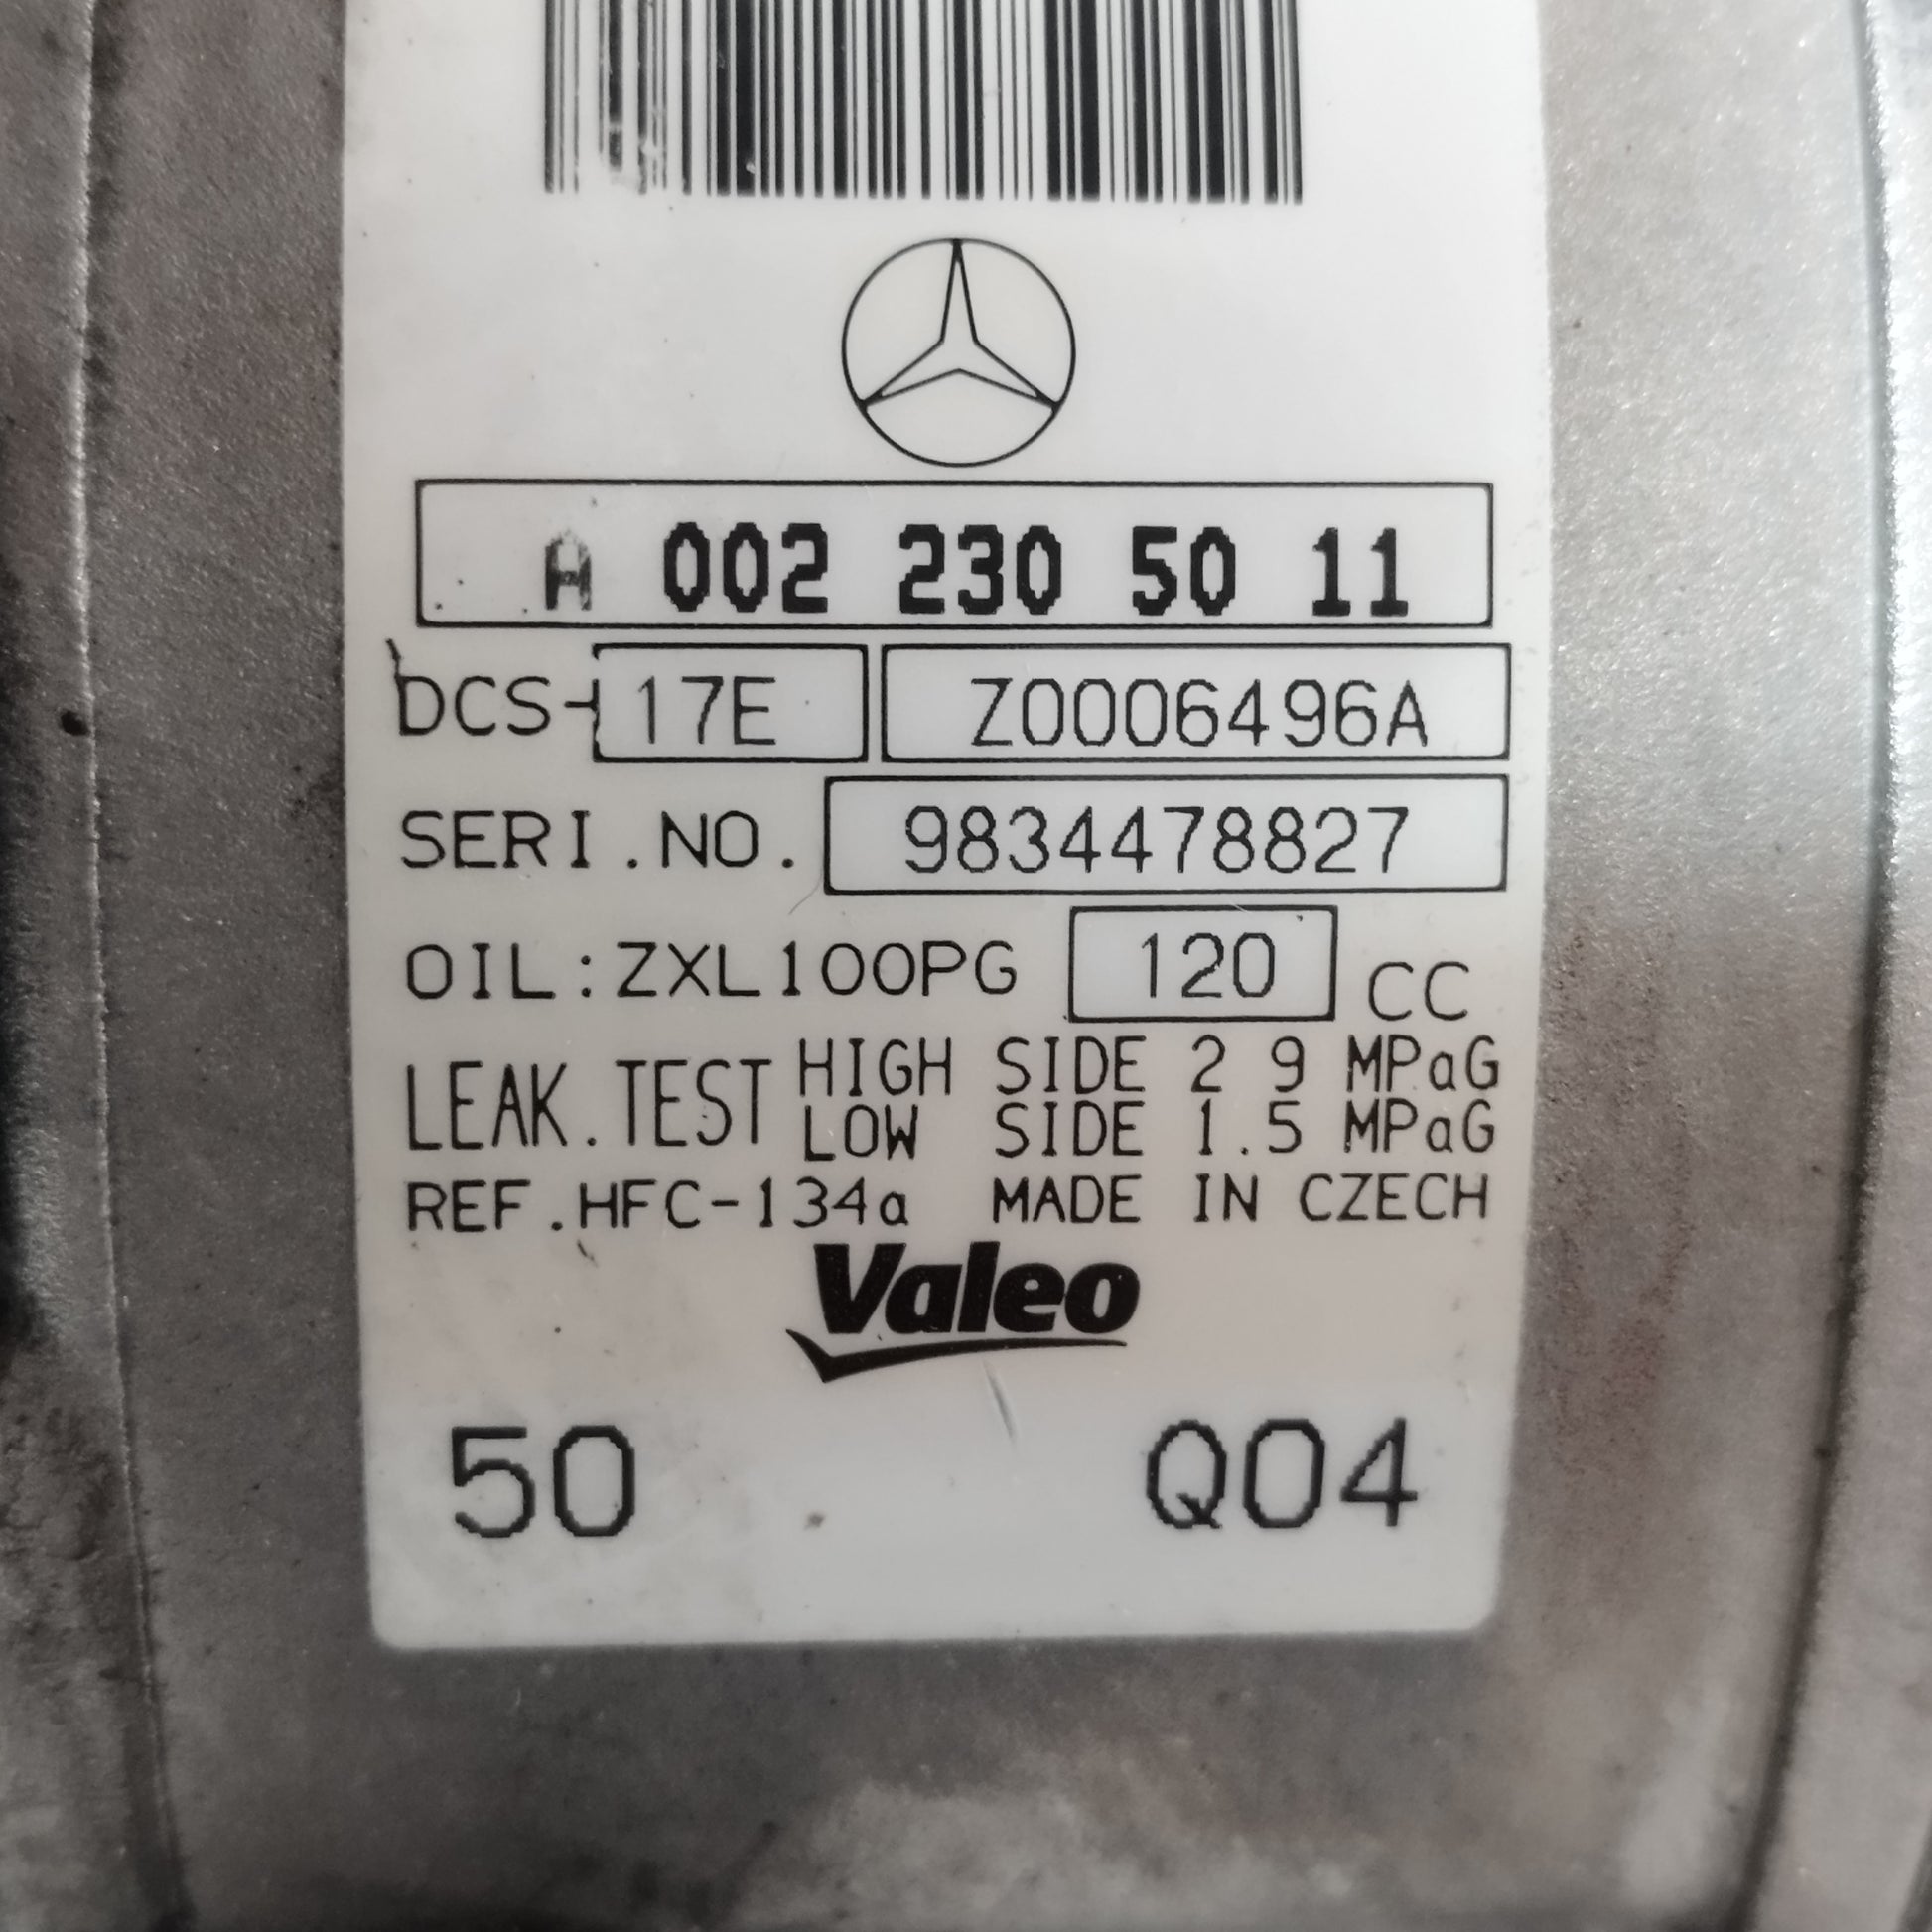 A 002 230 50 11
DCS-17E Z0006496A
SERI.NO. 9834478827
OIL:ZXL100PG 120 CC
LEAK.TEST HIGH SIDE 2 9 MPaG
LOW SIDE 1.5 MPaG
REF.HFC-134a MADE IN CZECH
Valeo
50 Q04